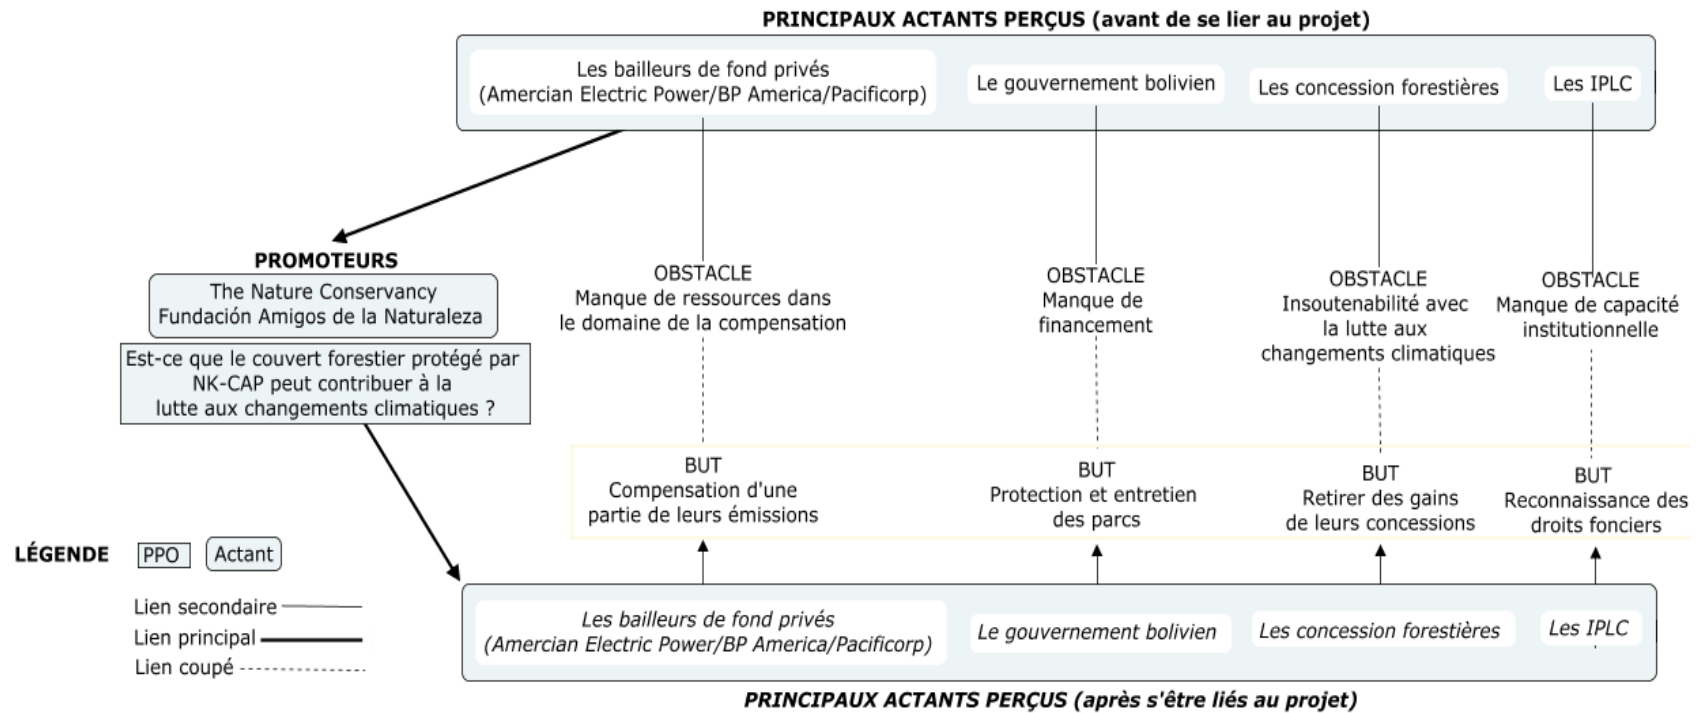 PRINCIPAUX ACTANTS PERÇUS (avant de se lier au projet)
Les bailleurs de fond privés
(Amercian Electric Power/BP America/Pacificorp)
Le gouvernement bolivien
Les concession forestières
Les IPLC
PROMOTEURS
The Nature Conservancy
Fundación Amigos de la Naturaleza
Est-ce que le couvert forestier protégé par
NK-CAP peut contribuer à la
lutte aux changements climatiques ?
OBSTACLE
Manque de ressources dans
le domaine de la compensation
OBSTACLE
Manque de
financement
OBSTACLE
Insoutenabilité avec
la lutte aux
changements climatiques
OBSTACLE
Manque de capacité
institutionnelle
BUT
Compensation d'une
partie de leurs émissions
BUT
Protection et entretien
des parcs
BUT
Retirer des gains
de leurs concessions
BUT
Reconnaissance des
droits fonciers
LÉGENDE
PPO
Actant
Lien secondaire
Lien principal
Lien coupé
Les bailleurs de fond privés
(Amercian Electric Power/BP America/Pacificorp)
Le gouvernement bolivien
Les concession forestières
Les IPLC
PRINCIPAUX ACTANTS PERÇUS (après s'être liés au projet)